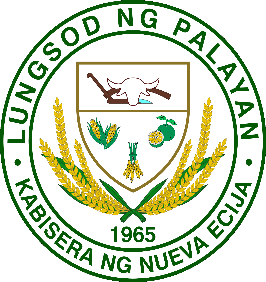 LUNGSOD NG PALAYAN
1965
KABISERA NG NUEVA ECIJA